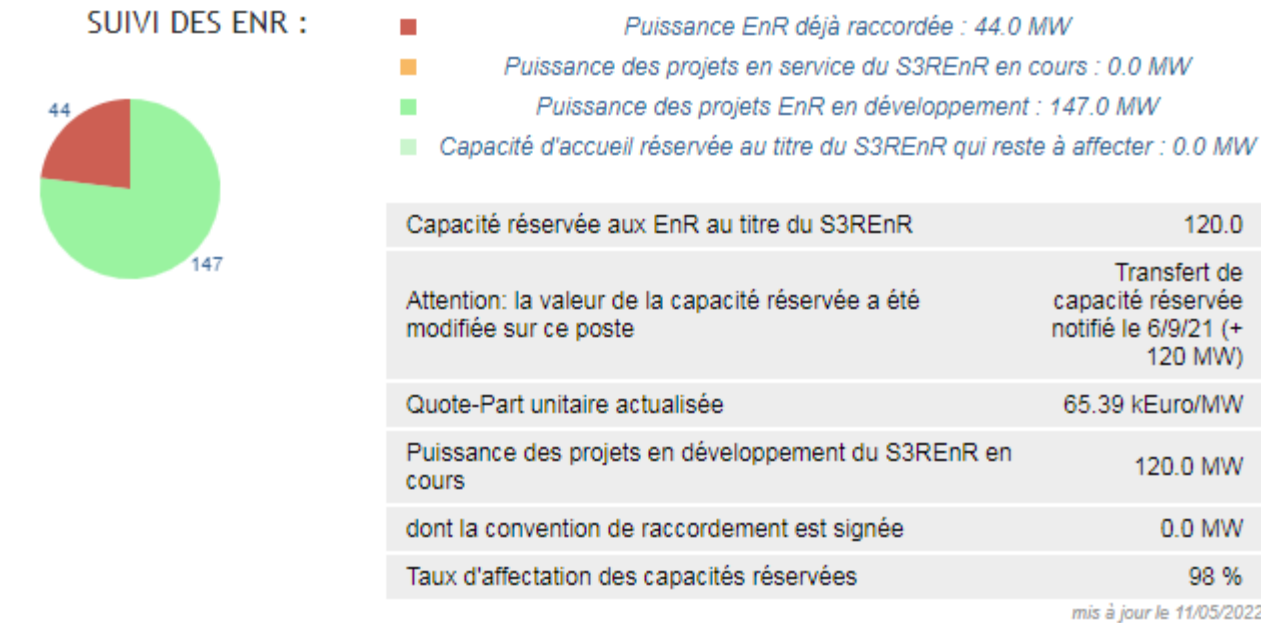 SUIVI DES ENR :
Puissance EnR déjà raccordée : 44.0 MW
Puissance des projets en service du S3REnR en cours : 0.0 MW
Puissance des projets EnR en développement : 147.0 MW
Capacité d'accueil réservée au titre du S3REnR qui reste à affecter : 0.0 MW
44
147
Capacité réservée aux EnR au titre du S3REnR 120.0
Attention: la valeur de la capacité réservée a été
modifiée sur ce poste
Transfert de
capacité réservée
notifié le 6/9/21 (+
120 MW)
Quote-Part unitaire actualisée 65.39 kEuro/MW
Puissance des projets en développement du S3REnR en
cours
120.0 MW
dont la convention de raccordement est signée 0.0 MW
Taux d'affectation des capacités réservées 98 %
mis à jour le 11/05/2022